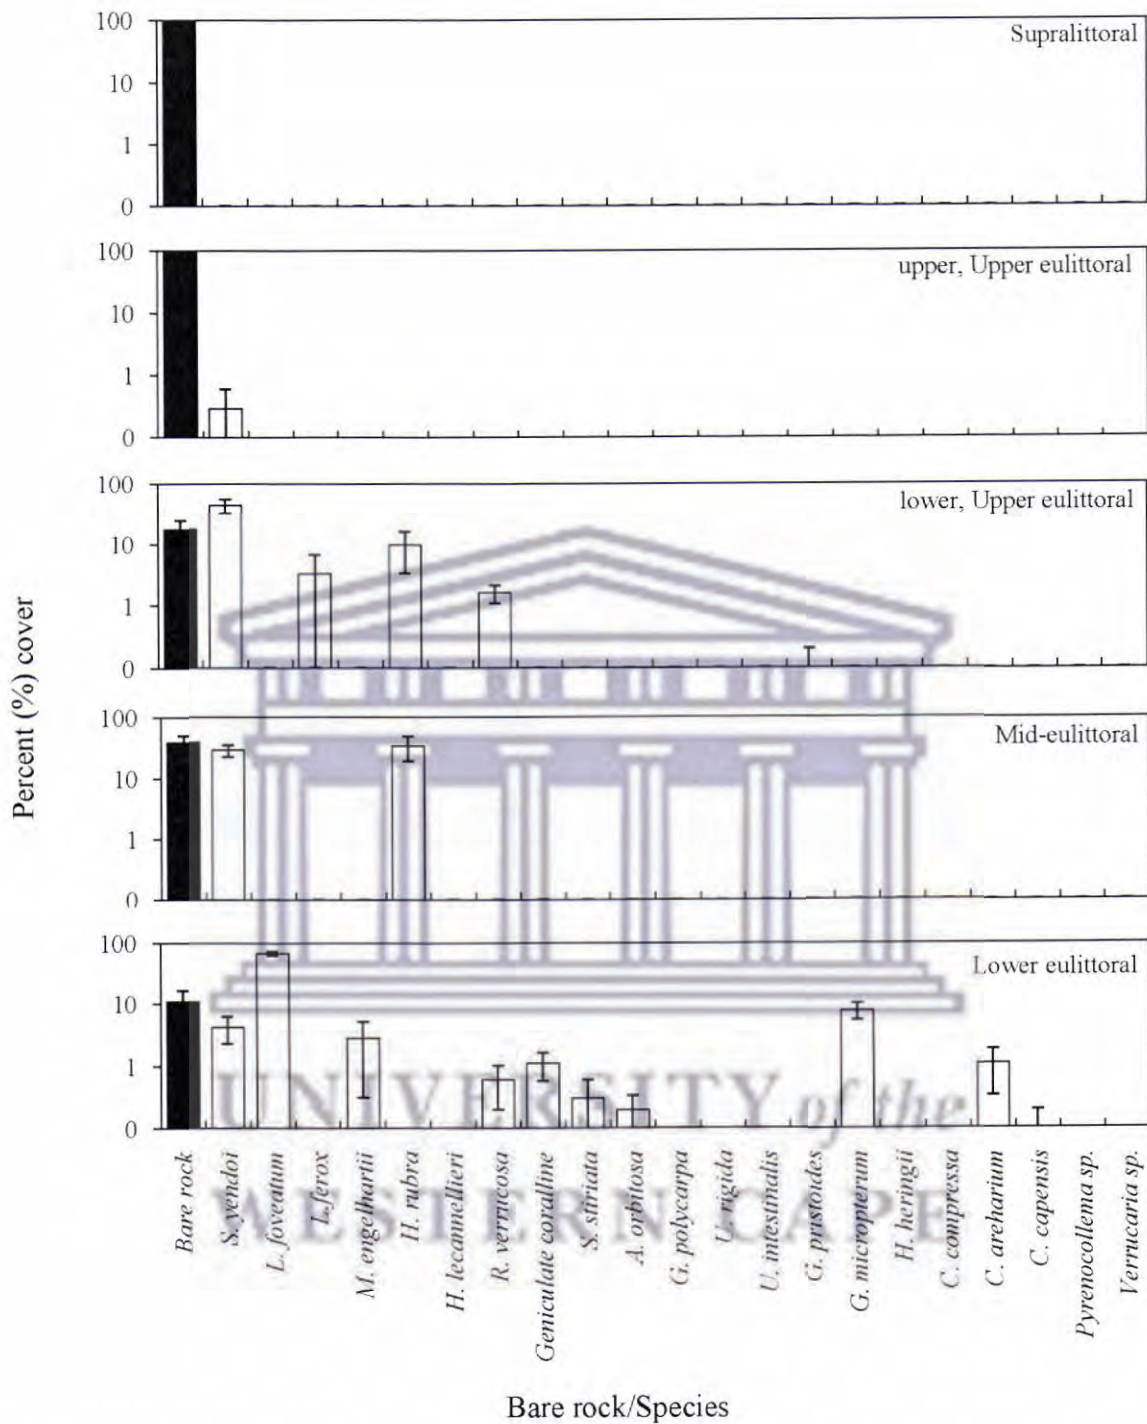 100
Supralittoral
10
1
0
100
upper, Upper eulittoral
10
1
0
100
lower, Upper eulittoral
10
1
0
100
Mid-eulittoral
10
1
0
100
Lower eulittoral
10
1
0
Percent (%) cover
UNIVERSITY of the
WESTERN CAPE
Bare rock
S. yendoi
L. foveatum
L. ferox
M. engelhartii
H. rubra
H. lecannellieri
R. verrucosa
Geniculate coralline
S. striata
A. orbitosa
G. polycarpa
U. rigida
U. intestinalis
G. pristoides
G. micropterum
H. heringii
C. compressa
C. areharium
C. capensis
Pyrenocollema sp.
Verrucaria sp.
Bare rock/Species